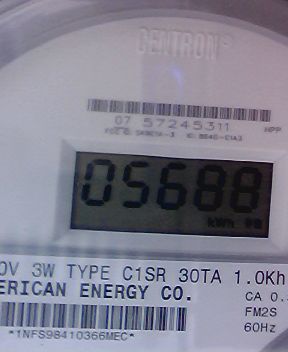 CENTRON®
07 57245311 HPP
05688
kWh
0V 3W TYPE C1SR 30TA 1.0Kh
ERICAN ENERGY CO.
CA 0.
FM2S
*1NFS98410366MEC* 60Hz